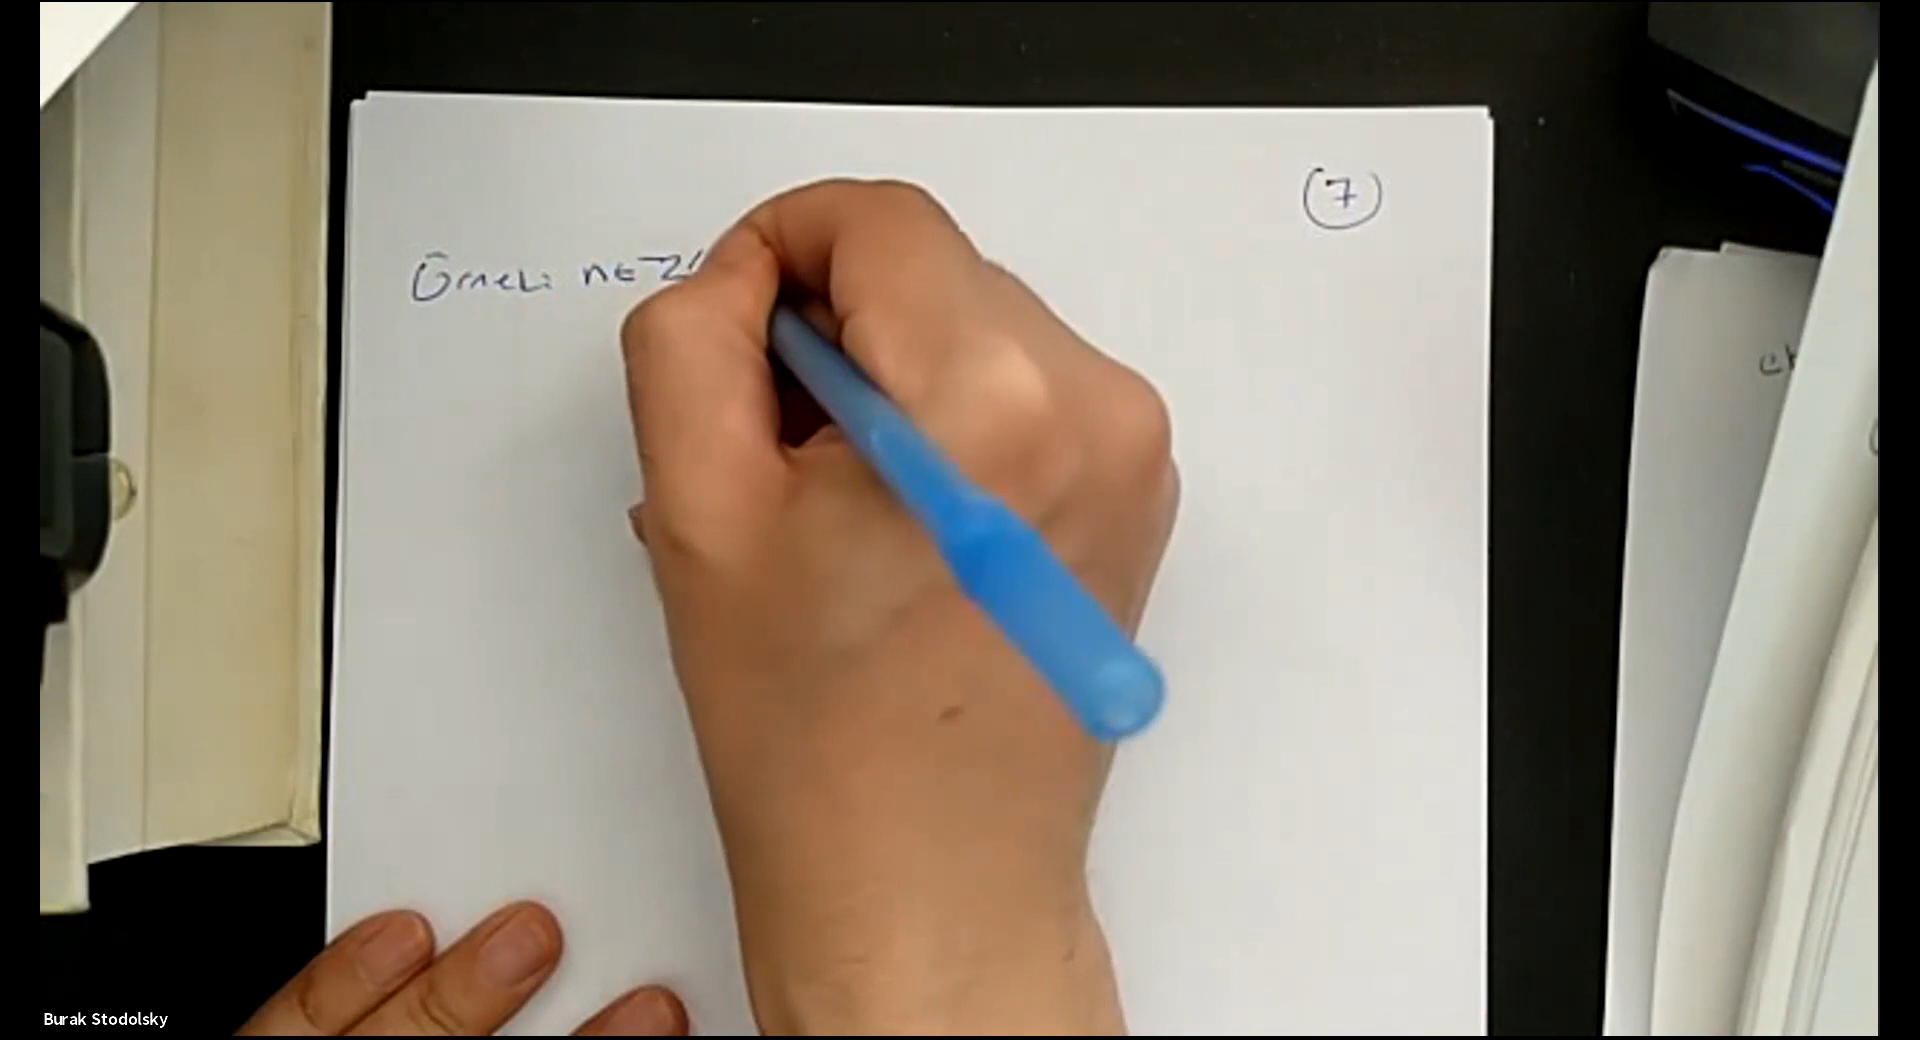 (7)
Örnek: n ∈ Z
Burak Stodolsky